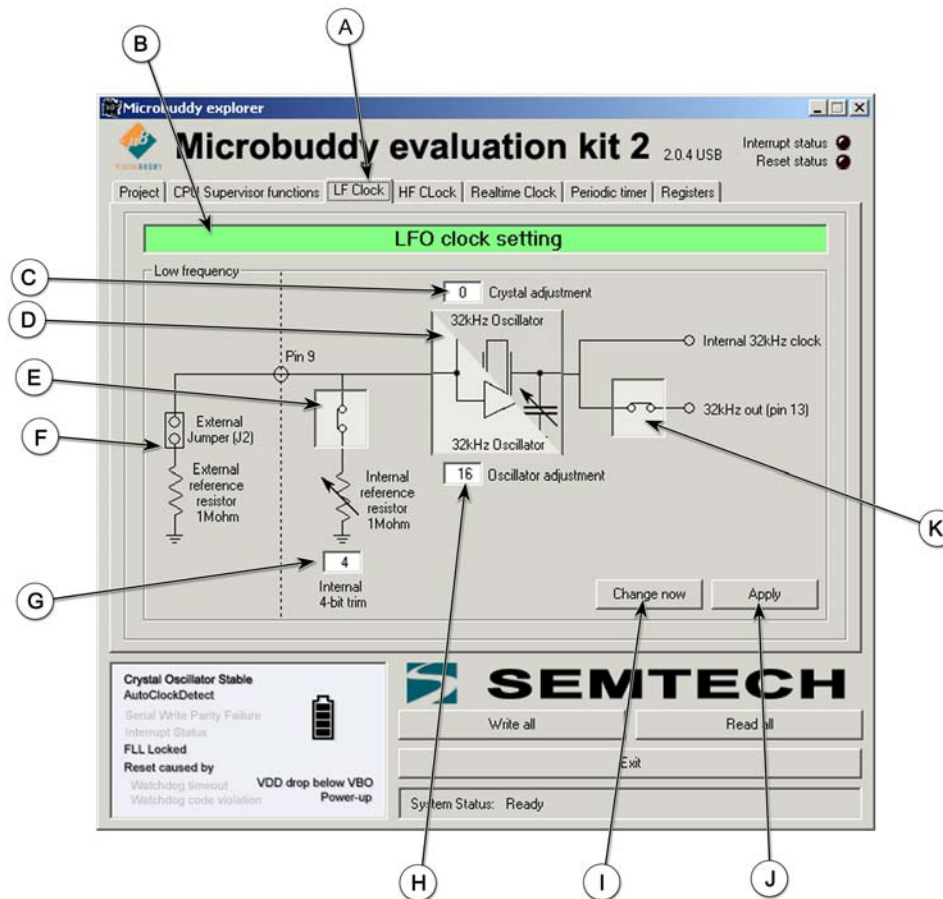 A
B
Microbuddy explorer
Microbuddy evaluation kit 2
2.0.4 USB
Interrupt status
Reset status
Project
CPU Supervisor functions
LF Clock
HF CLock
Realtime Clock
Periodic timer
Registers
LFO clock setting
Low frequency
C
0
Crystal adjustment
D
32kHz Oscillator
Internal 32kHz clock
Pin 9
E
32kHz out (pin 13)
F
External
Jumper (J2)
32kHz Oscillator
16
Oscillator adjustment
External
reference
resistor
1Mohm
Internal
reference
resistor
1Mohm
K
G
4
Internal
4-bit trim
Change now
Apply
Crystal Oscillator Stable
AutoClockDetect
Serial Write Parity Failure
Interrupt Status
FLL Locked
Reset caused by
Watchdog timeout
Watchdog code violation
VDD drop below VBO
Power-up
SEMTECH
Write all
Read all
Exit
System Status: Ready
H
I
J